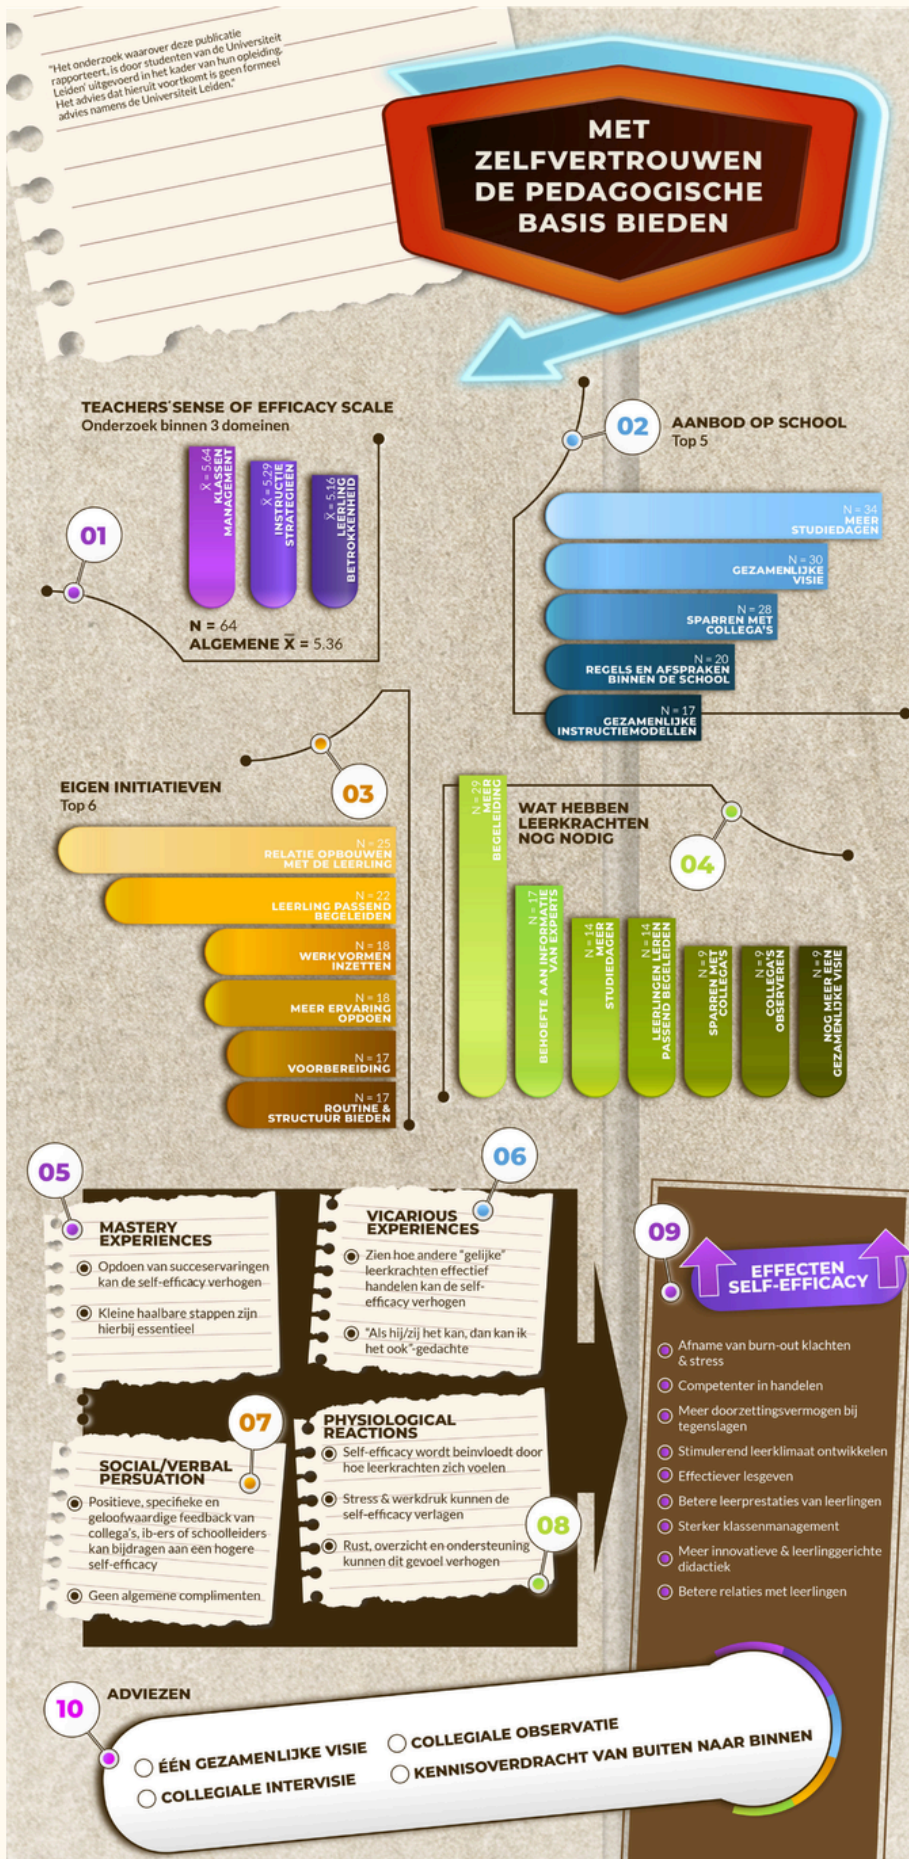 "Het onderzoek waarover deze publicatie
rapporteert, is door studenten van de Universiteit
Leiden' uitgevoerd in het kader van hun opleiding.
Het advies dat hieruit voortkomt is geen formeel
advies namens de Universiteit Leiden."
MET
ZELFVERTROUWEN
DE PEDAGOGISCHE
BASIS BIEDEN
TEACHERS'SENSE OF EFFICACY SCALE
Onderzoek binnen 3 domeinen
01
X̄ = 5.64
KLASSEN
MANAGEMENT
X̄ = 5.29
INSTRUCTIE
STRATEGIEËN
X̄ = 5.16
LEERLING
BETROKKENHEID
N = 64
ALGEMENE X̄ = 5.36
02
AANBOD OP SCHOOL
Top 5
N = 34
MEER
STUDIEDAGEN
N = 30
GEZAMENLIJKE
VISIE
N = 28
SPARREN MET
COLLEGA'S
N = 20
REGELS EN AFSPRAKEN
BINNEN DE SCHOOL
N = 17
GEZAMENLIJKE
INSTRUCTIEMODELLEN
03
EIGEN INITIATIEVEN
Top 6
N = 25
RELATIE OPBOUWEN
MET DE LEERLING
N = 22
LEERLING PASSEND
BEGELEIDEN
N = 18
WERKVORMEN
INZETTEN
N = 18
MEER ERVARING
OPDOEN
N = 17
VOORBEREIDING
N = 17
ROUTINE &
STRUCTUUR BIEDEN
04
WAT HEBBEN
LEERKRACHTEN
NOG NODIG
N = 29
MEER
BEGELEIDING
N = 17
BEHOEFTE AAN INFORMATIE
VAN EXPERTS
N = 14
MEER
STUDIEDAGEN
N = 14
LEERLINGEN LEREN
PASSEND BEGELEIDEN
N = 9
SPARREN MET
COLLEGA'S
N = 9
COLLEGA'S
OBSERVEREN
N = 9
NOG MEER EEN
GEZAMENLIJKE VISIE
05
MASTERY
EXPERIENCES
Opdoen van succeservaringen
kan de self-efficacy verhogen
Kleine haalbare stappen zijn
hierbij essentieel
06
VICARIOUS
EXPERIENCES
Zien hoe andere "gelijke"
leerkrachten effectief
handelen kan de self-
efficacy verhogen
"Als hij/zij het kan, dan kan ik
het ook"-gedachte
07
SOCIAL/VERBAL
PERSUATION
Positieve, specifieke en
geloofwaardige feedback van
collega's, ib-ers of schoolleiders
kan bijdragen aan een hogere
self-efficacy
Geen algemene complimenten
PHYSIOLOGICAL
REACTIONS
Self-efficacy wordt beinvloedt door
hoe leerkrachten zich voelen
Stress & werkdruk kunnen de
self-efficacy verlagen
08
Rust, overzicht en ondersteuning
kunnen dit gevoel verhogen
09
EFFECTEN
SELF-EFFICACY
Afname van burn-out klachten
& stress
Competenter in handelen
Meer doorzettingsvermogen bij
tegenslagen
Stimulerend leerklimaat ontwikkelen
Effectiever lesgeven
Betere leerprestaties van leerlingen
Sterker klassenmanagement
Meer innovatieve & leerlinggerichte
didactiek
Betere relaties met leerlingen
10
ADVIEZEN
ÉÉN GEZAMENLIJKE VISIE
COLLEGIALE INTERVISIE
COLLEGIALE OBSERVATIE
KENNISOVERDRACHT VAN BUITEN NAAR BINNEN